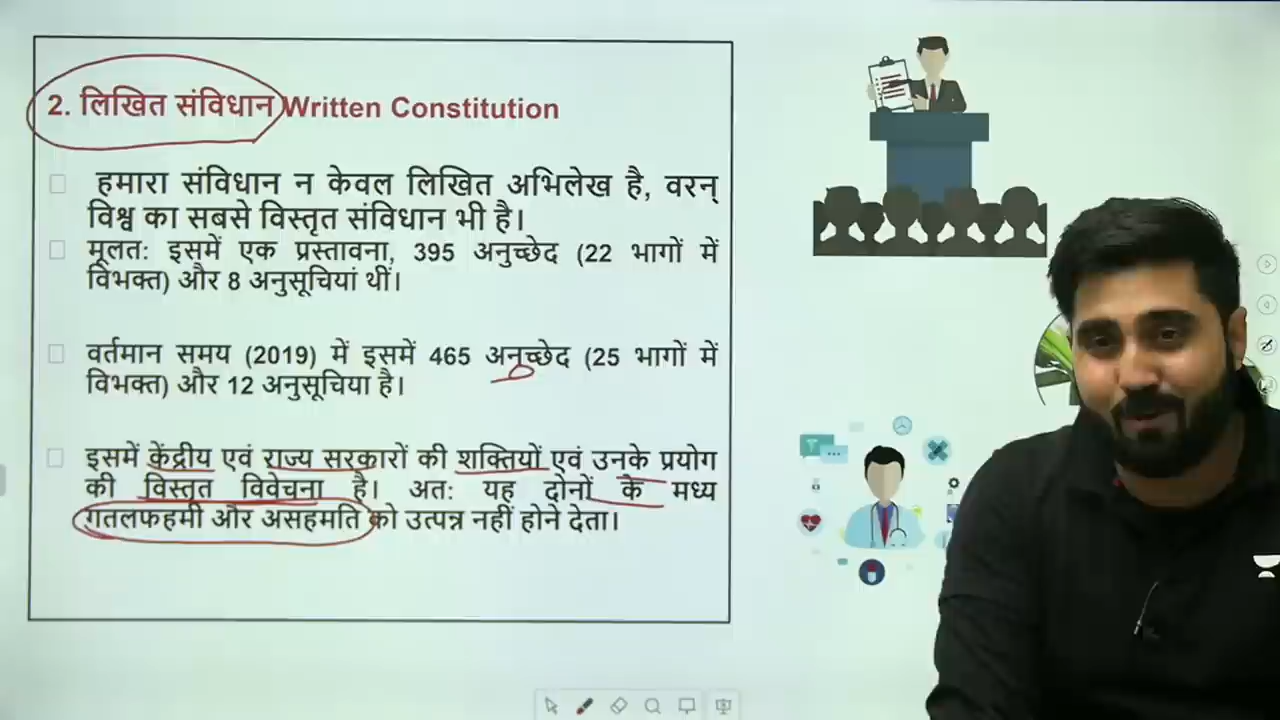 2. लिखित संविधान Written Constitution
हमारा संविधान न केवल लिखित अभिलेख है, वरन्
विश्व का सबसे विस्तृत संविधान भी है।
मूलत: इसमें एक प्रस्तावना, 395 अनुच्छेद (22 भागों में
विभक्त) और 8 अनुसूचियां थीं।
वर्तमान समय (2019) में इसमें 465 अनुच्छेद (25 भागों में
विभक्त) और 12 अनुसूचिया है।
इसमें केंद्रीय एवं राज्य सरकारों की शक्तियों एवं उनके प्रयोग
की विस्तृत विवेचना है। अत: यह दोनों के मध्य
गतलफहमी और असहमति को उत्पन्न नहीं होने देता।